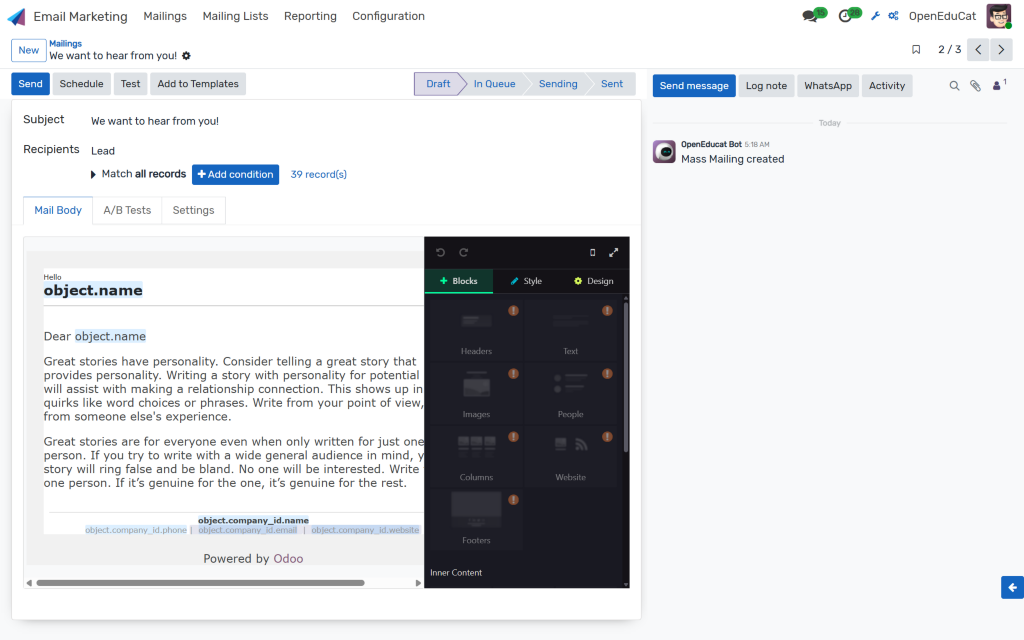 Email Marketing
Mailings
Mailing Lists
Reporting
Configuration
15
28
OpenEduCat
New
Mailings
We want to hear from you!
2 / 3
Send
Schedule
Test
Add to Templates
Draft
In Queue
Sending
Sent
Send message
Log note
WhatsApp
Activity
1
Subject
We want to hear from you!
Recipients
Lead
Match all records
Add condition
39 record(s)
Today
OpenEducat Bot 5:18 AM
Mass Mailing created
Mail Body
A/B Tests
Settings
Hello
object.name
Dear object.name
Great stories have personality. Consider telling a great story that
provides personality. Writing a story with personality for potential
will assist with making a relationship connection. This shows up in
quirks like word choices or phrases. Write from your point of view,
from someone else's experience.
Great stories are for everyone even when only written for just one
person. If you try to write with a wide general audience in mind, y
story will ring false and be bland. No one will be interested. Write
one person. If it’s genuine for the one, it’s genuine for the rest.
object.company_id.name
object.company_id.phone | object.company_id.email | object.company_id.website
Powered by Odoo
Blocks
Style
Design
Headers
Text
Images
People
Columns
Website
Footers
Inner Content